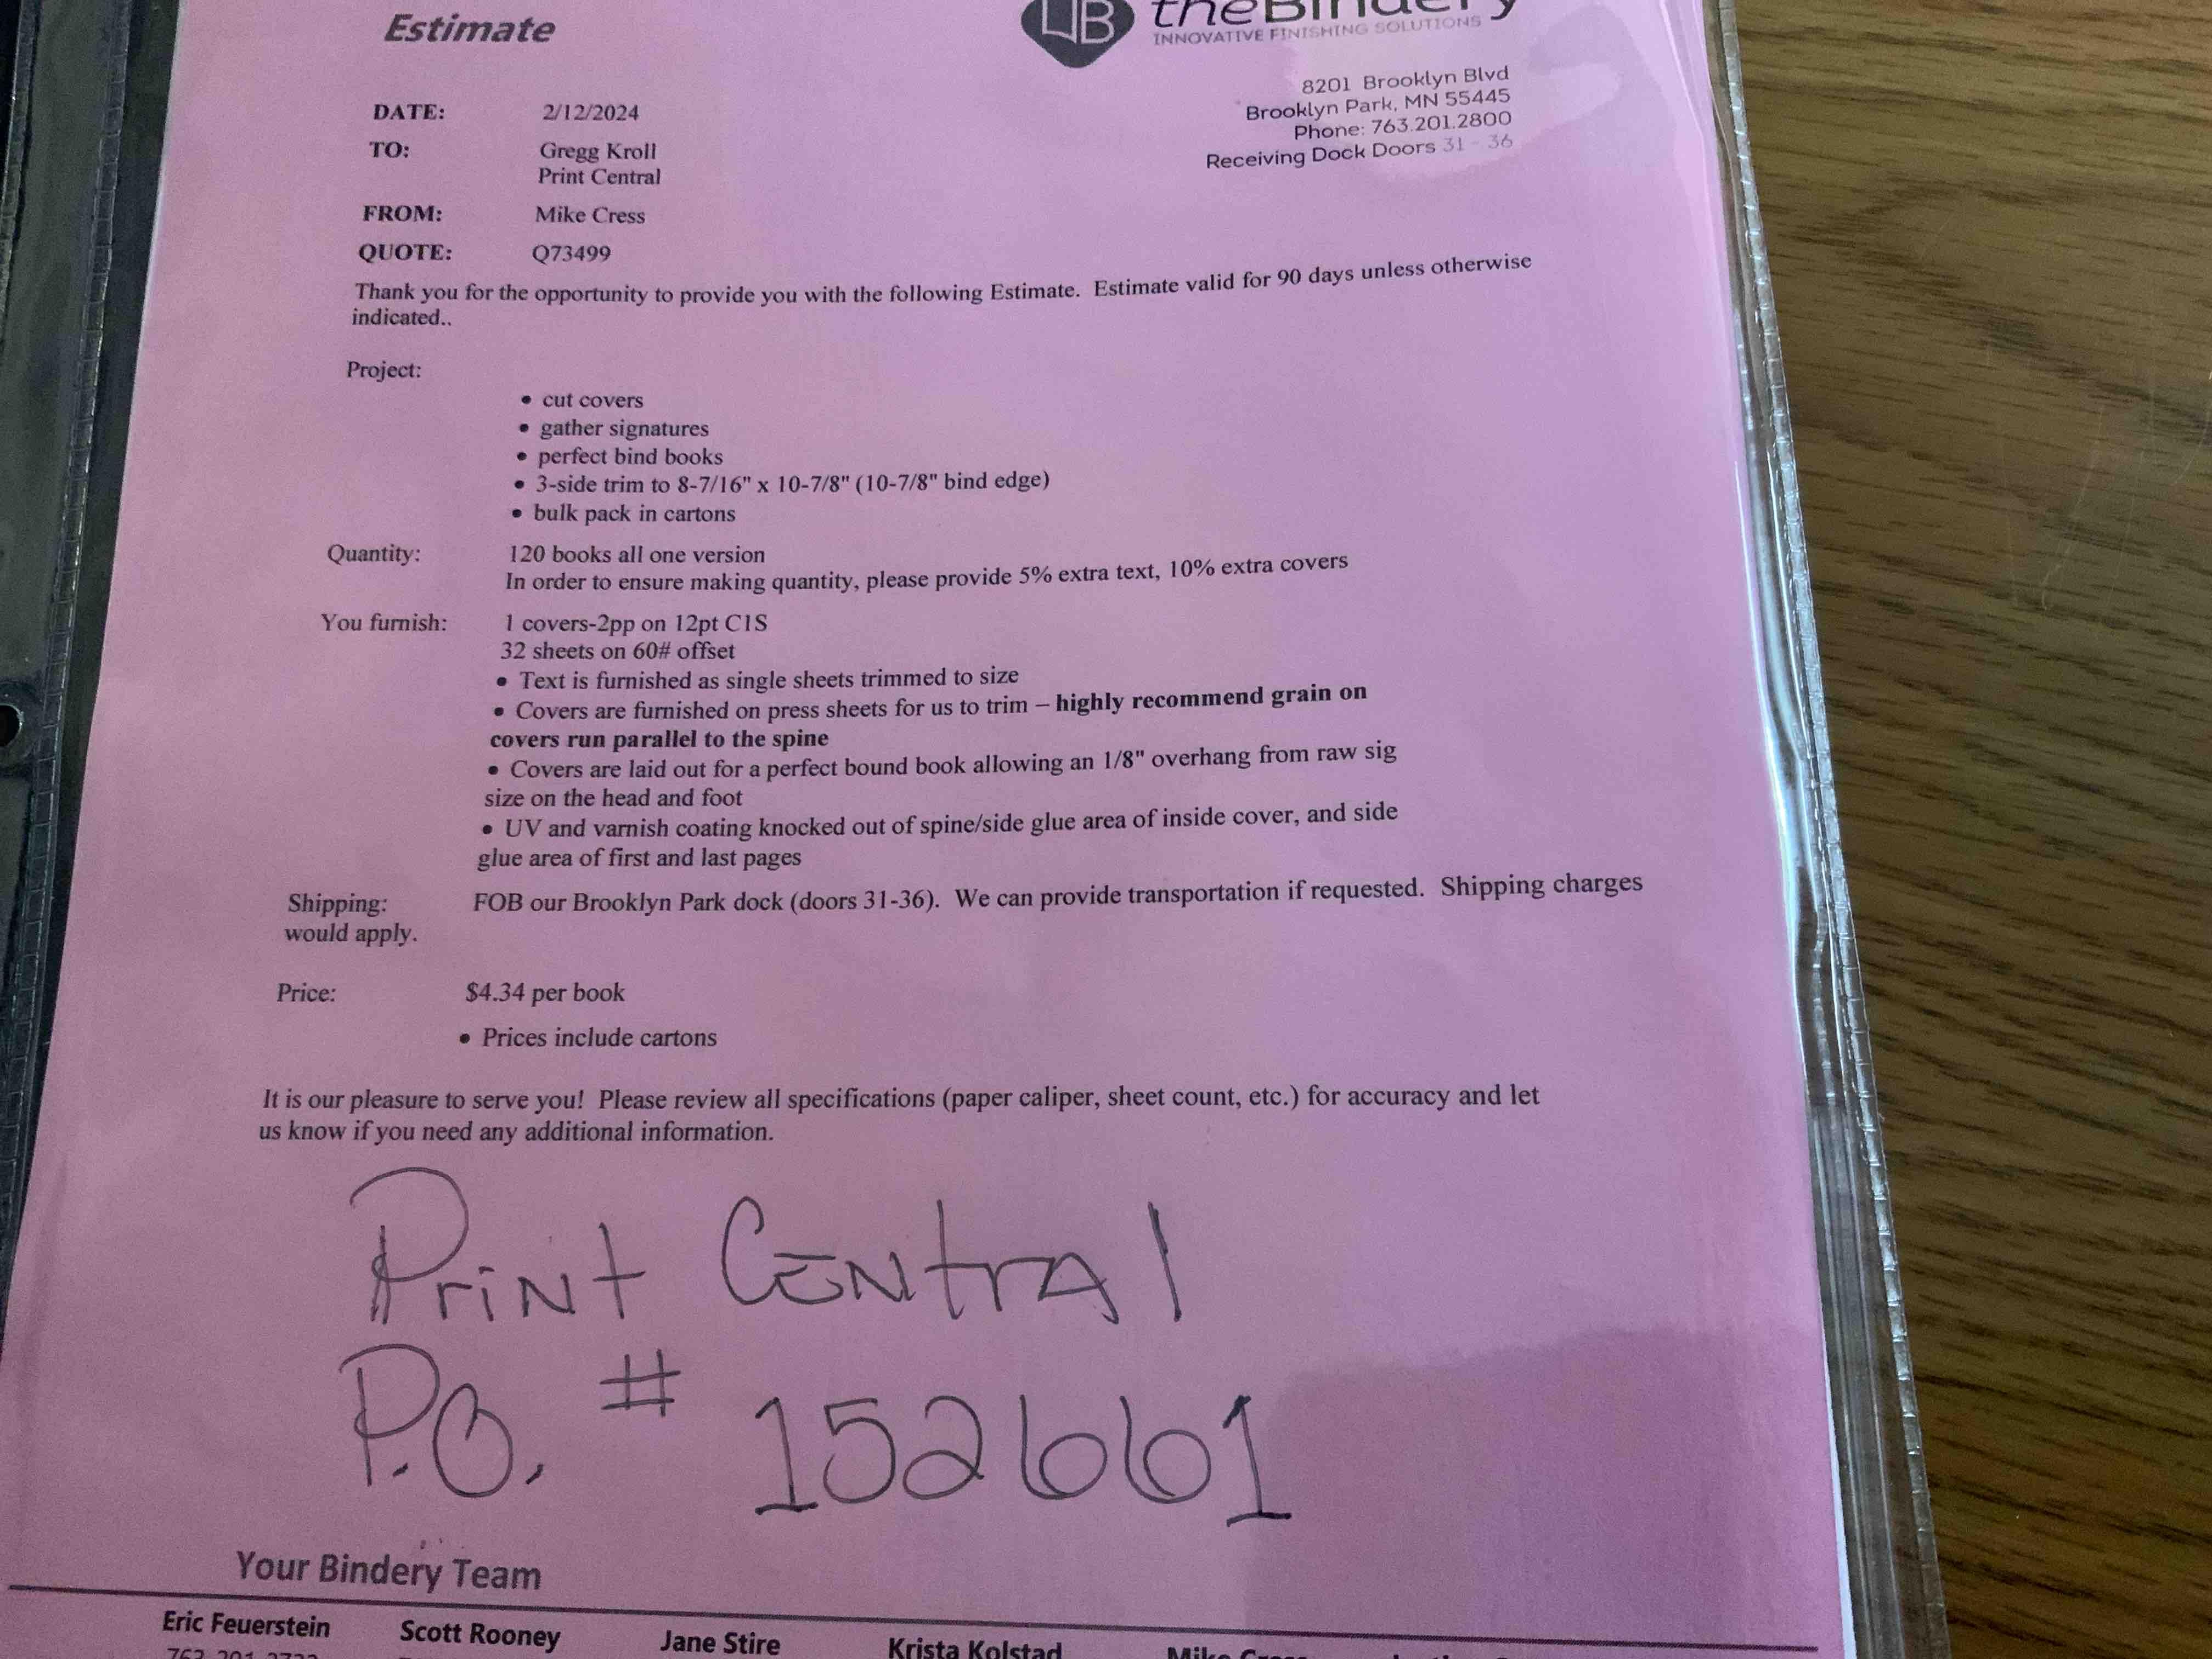 Estimate
theBindery
INNOVATIVE FINISHING SOLUTIONS
8201 Brooklyn Blvd
Brooklyn Park, MN 55445
Phone: 763.201.2800
Receiving Dock Doors 31 - 36
DATE: 2/12/2024
TO: Gregg Kroll
Print Central
FROM: Mike Cress
QUOTE: Q73499
Thank you for the opportunity to provide you with the following Estimate. Estimate valid for 90 days unless otherwise
indicated..
Project:
• cut covers
• gather signatures
• perfect bind books
• 3-side trim to 8-7/16" x 10-7/8" (10-7/8" bind edge)
• bulk pack in cartons
Quantity: 120 books all one version
In order to ensure making quantity, please provide 5% extra text, 10% extra covers
You furnish: 1 covers-2pp on 12pt C1S
32 sheets on 60# offset
• Text is furnished as single sheets trimmed to size
• Covers are furnished on press sheets for us to trim – highly recommend grain on
covers run parallel to the spine
• Covers are laid out for a perfect bound book allowing an 1/8" overhang from raw sig
size on the head and foot
• UV and varnish coating knocked out of spine/side glue area of inside cover, and side
glue area of first and last pages
Shipping: FOB our Brooklyn Park dock (doors 31-36). We can provide transportation if requested. Shipping charges
would apply.
Price: $4.34 per book
• Prices include cartons
It is our pleasure to serve you! Please review all specifications (paper caliper, sheet count, etc.) for accuracy and let
us know if you need any additional information.
Print Central
P.O. # 152661
Your Bindery Team
Eric Feuerstein Scott Rooney Jane Stire Krista Kolstad Mike Cress